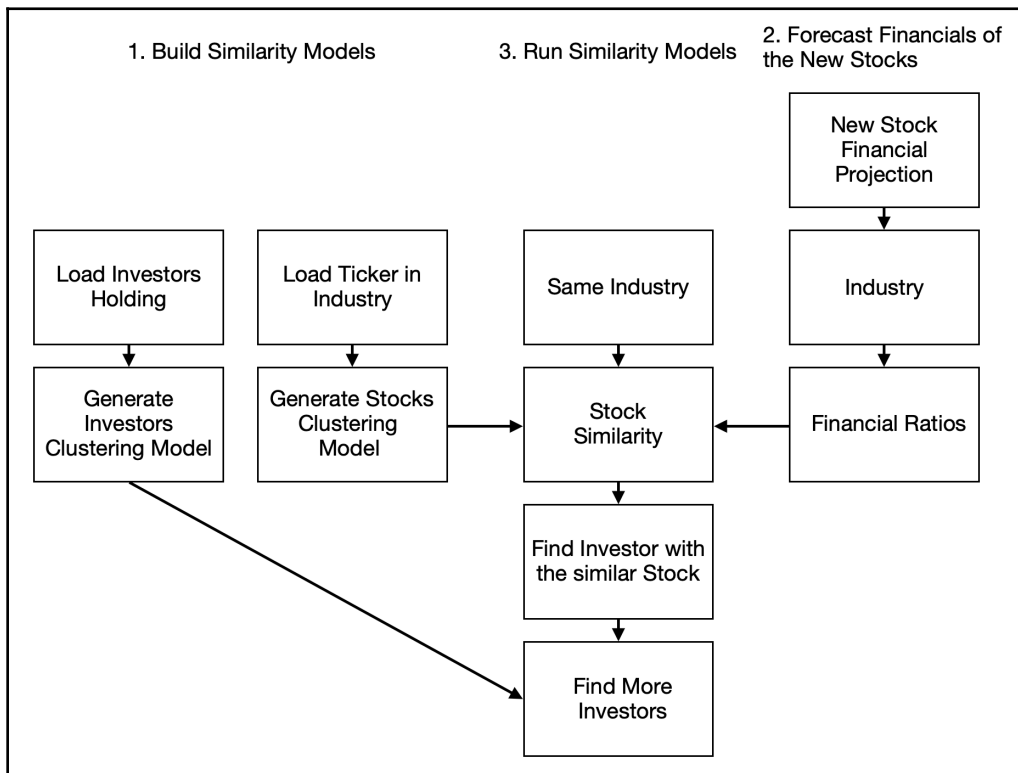 1. Build Similarity Models
3. Run Similarity Models
2. Forecast Financials of
the New Stocks
New Stock
Financial
Projection
Load Investors
Holding
Load Ticker in
Industry
Same Industry
Industry
Generate
Investors
Clustering Model
Generate Stocks
Clustering
Model
Stock
Similarity
Financial Ratios
Find Investor with
the similar Stock
Find More
Investors